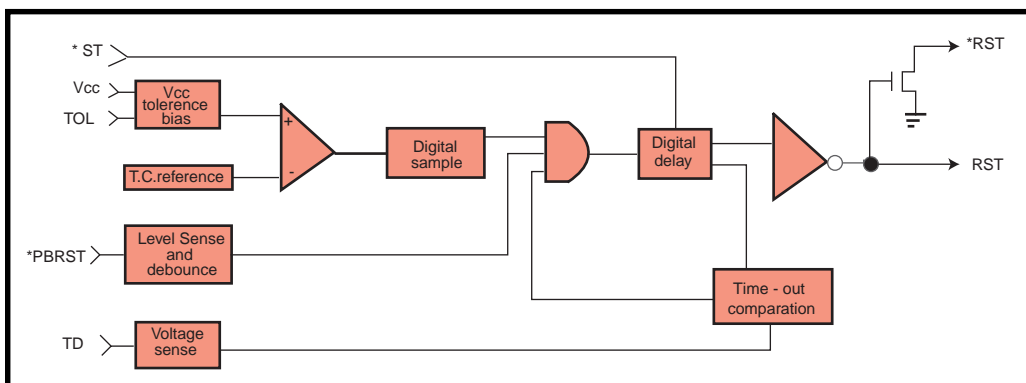 * ST
*RST
Vcc
TOL
Vcc
tolerence
bias
+
-
T.C.reference
Digital
sample
Digital
delay
RST
*PBRST
Level Sense
and
debounce
Time - out
comparation
TD
Voltage
sense